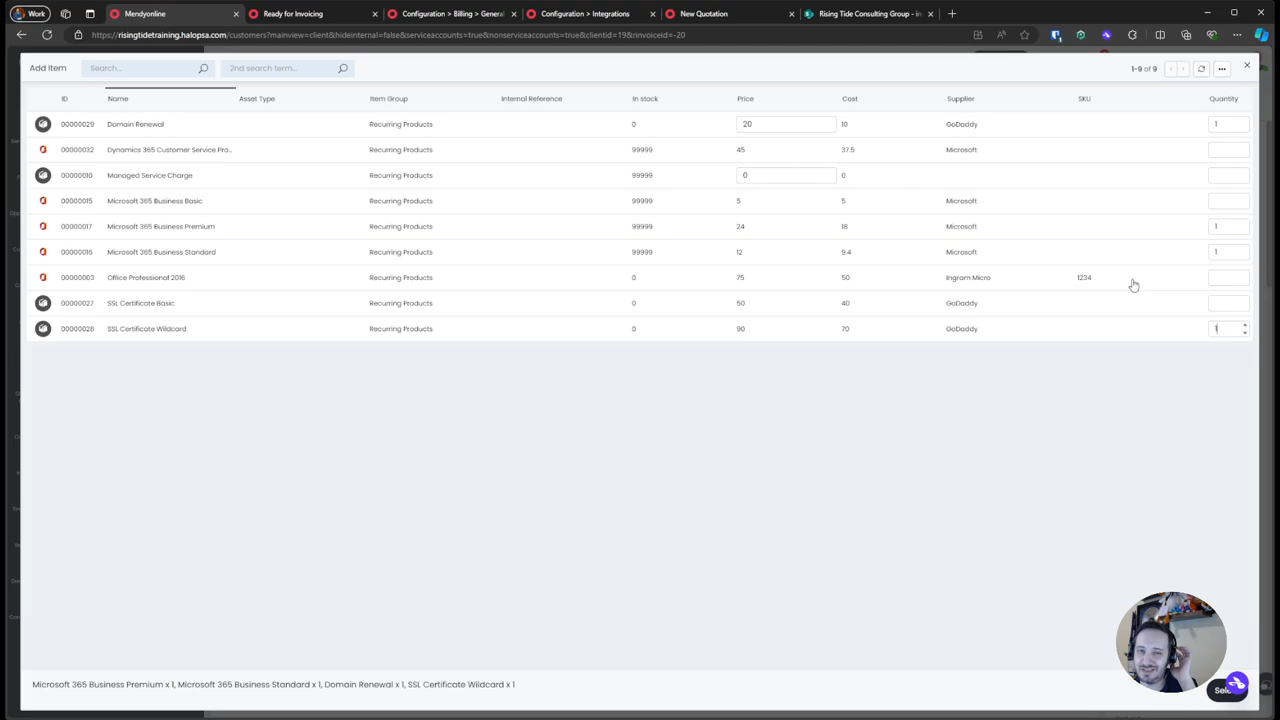 Work
Mendyonline
Ready for Invoicing
Configuration > Billing > General
Configuration > Integrations
New Quotation
Rising Tide Consulting Group - in
https://risingtidetraining.halopsa.com/customers?mainview=client&hideinternal=false&serviceaccounts=true&nonserviceaccounts=true&clientid=19&rinvoiceid=-20
Add Item Search... 2nd search term... 1-9 of 9
ID Name Asset Type Item Group Internal Reference In stock Price Cost Supplier SKU Quantity
00000029 Domain Renewal Recurring Products 0 20 10 GoDaddy 1
00000032 Dynamics 365 Customer Service Pro... Recurring Products 99999 45 37.5 Microsoft
00000010 Managed Service Charge Recurring Products 99999 0 0
00000015 Microsoft 365 Business Basic Recurring Products 99999 5 5 Microsoft
00000017 Microsoft 365 Business Premium Recurring Products 99999 24 18 Microsoft 1
00000016 Microsoft 365 Business Standard Recurring Products 99999 12 9.4 Microsoft 1
00000003 Office Professional 2016 Recurring Products 0 75 50 Ingram Micro 1234
00000027 SSL Certificate Basic Recurring Products 0 50 40 GoDaddy
00000028 SSL Certificate Wildcard Recurring Products 0 90 70 GoDaddy 1
Microsoft 365 Business Premium x 1, Microsoft 365 Business Standard x 1, Domain Renewal x 1, SSL Certificate Wildcard x 1